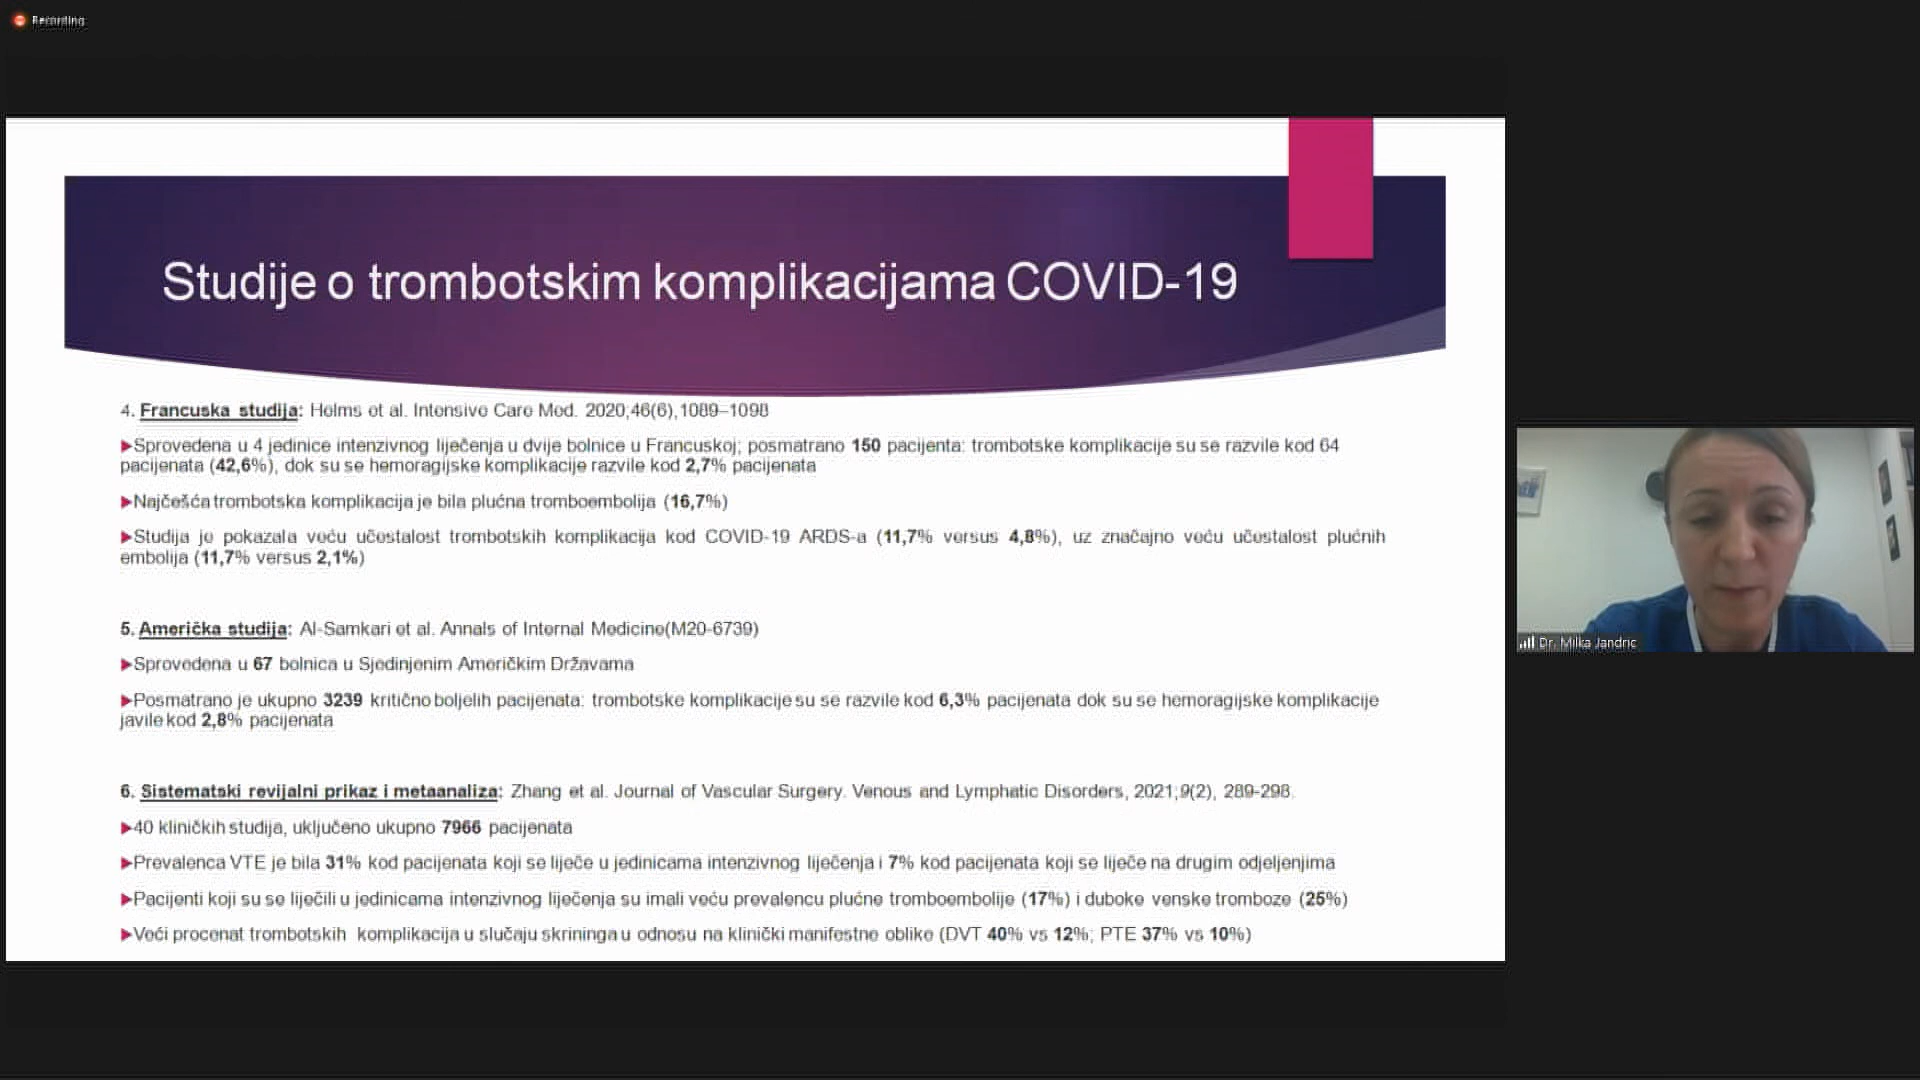 Recording
Studije o trombotskim komplikacijama COVID-19
4. Francuska studija: Helms et al. Intensive Care Med. 2020;46(6),1089–1098
▶Sprovedena u 4 jedinice intenzivnog liječenja u dvije bolnice u Francuskoj; posmatrano 150 pacijenta: trombotske komplikacije su se razvile kod 64
pacijenata (42,6%), dok su se hemoragijske komplikacije razvile kod 2,7% pacijenata
▶Najčešća trombotska komplikacija je bila plućna tromboembolija (16,7%)
▶Studija je pokazala veću učestalost trombotskih komplikacija kod COVID-19 ARDS-a (11,7% versus 4,8%), uz značajno veću učestalost plućnih
embolija (11,7% versus 2,1%)
5. Američka studija: Al-Samkari et al. Annals of Internal Medicine(M20-6739)
▶Sprovedena u 67 bolnica u Sjedinjenim Američkim Državama
▶Posmatrano je ukupno 3239 kritično boljelih pacijenata: trombotske komplikacije su se razvile kod 6,3% pacijenata dok su se hemoragijske komplikacije
javile kod 2,8% pacijenata
6. Sistematski revijalni prikaz i metaanaliza: Zhang et al. Journal of Vascular Surgery. Venous and Lymphatic Disorders, 2021;9(2), 289-298.
▶40 kliničkih studija, uključeno ukupno 7966 pacijenata
▶Prevalenca VTE je bila 31% kod pacijenata koji se liječe u jedinicama intenzivnog liječenja i 7% kod pacijenata koji se liječe na drugim odjeljenjima
▶Pacijenti koji su se liječili u jedinicama intenzivnog liječenja su imali veću prevalencu plućne tromboembolije (17%) i duboke venske tromboze (25%)
▶Veći procenat trombotskih komplikacija u slučaju skrininga u odnosu na klinički manifestne oblike (DVT 40% vs 12%; PTE 37% vs 10%)
Dr. Milka Jandric